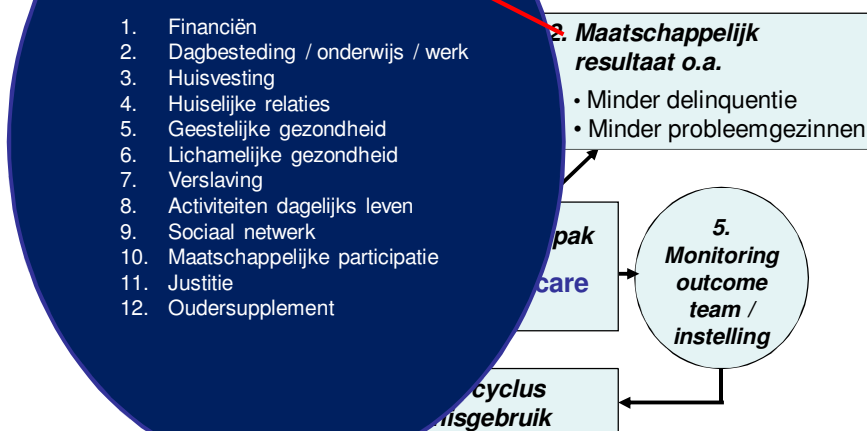 1. Financiën
2. Dagbesteding / onderwijs / werk
3. Huisvesting
4. Huiselijke relaties
5. Geestelijke gezondheid
6. Lichamelijke gezondheid
7. Verslaving
8. Activiteiten dagelijks leven
9. Sociaal netwerk
10. Maatschappelijke participatie
11. Justitie
12. Oudersupplement
2. Maatschappelijk
resultaat o.a.
• Minder delinquentie
• Minder probleemgezinnen
pak
care
5.
Monitoring
outcome
team /
instelling
cyclus
isgebruik